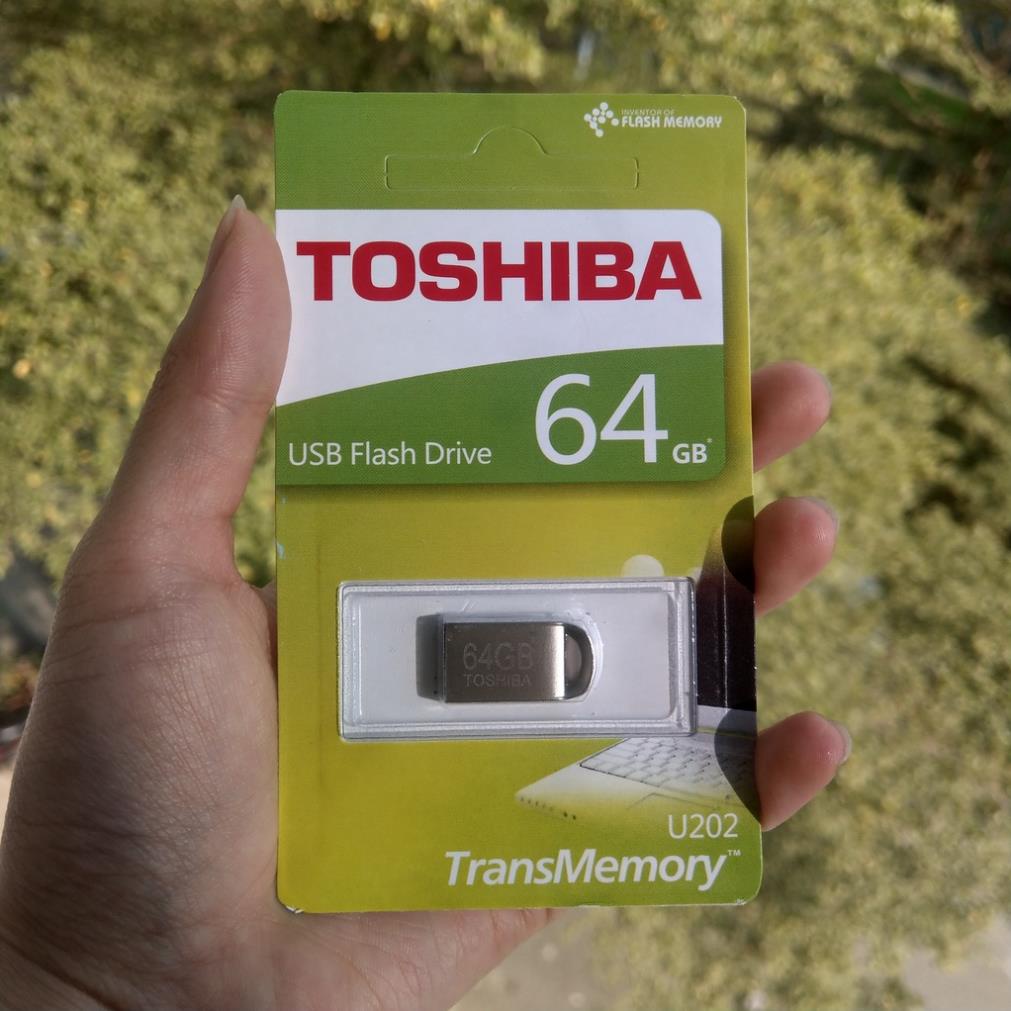 INVENTOR OF
FLASH MEMORY
TOSHIBA
USB Flash Drive 64 GB*
64GB
TOSHIBA
U202
TransMemory™